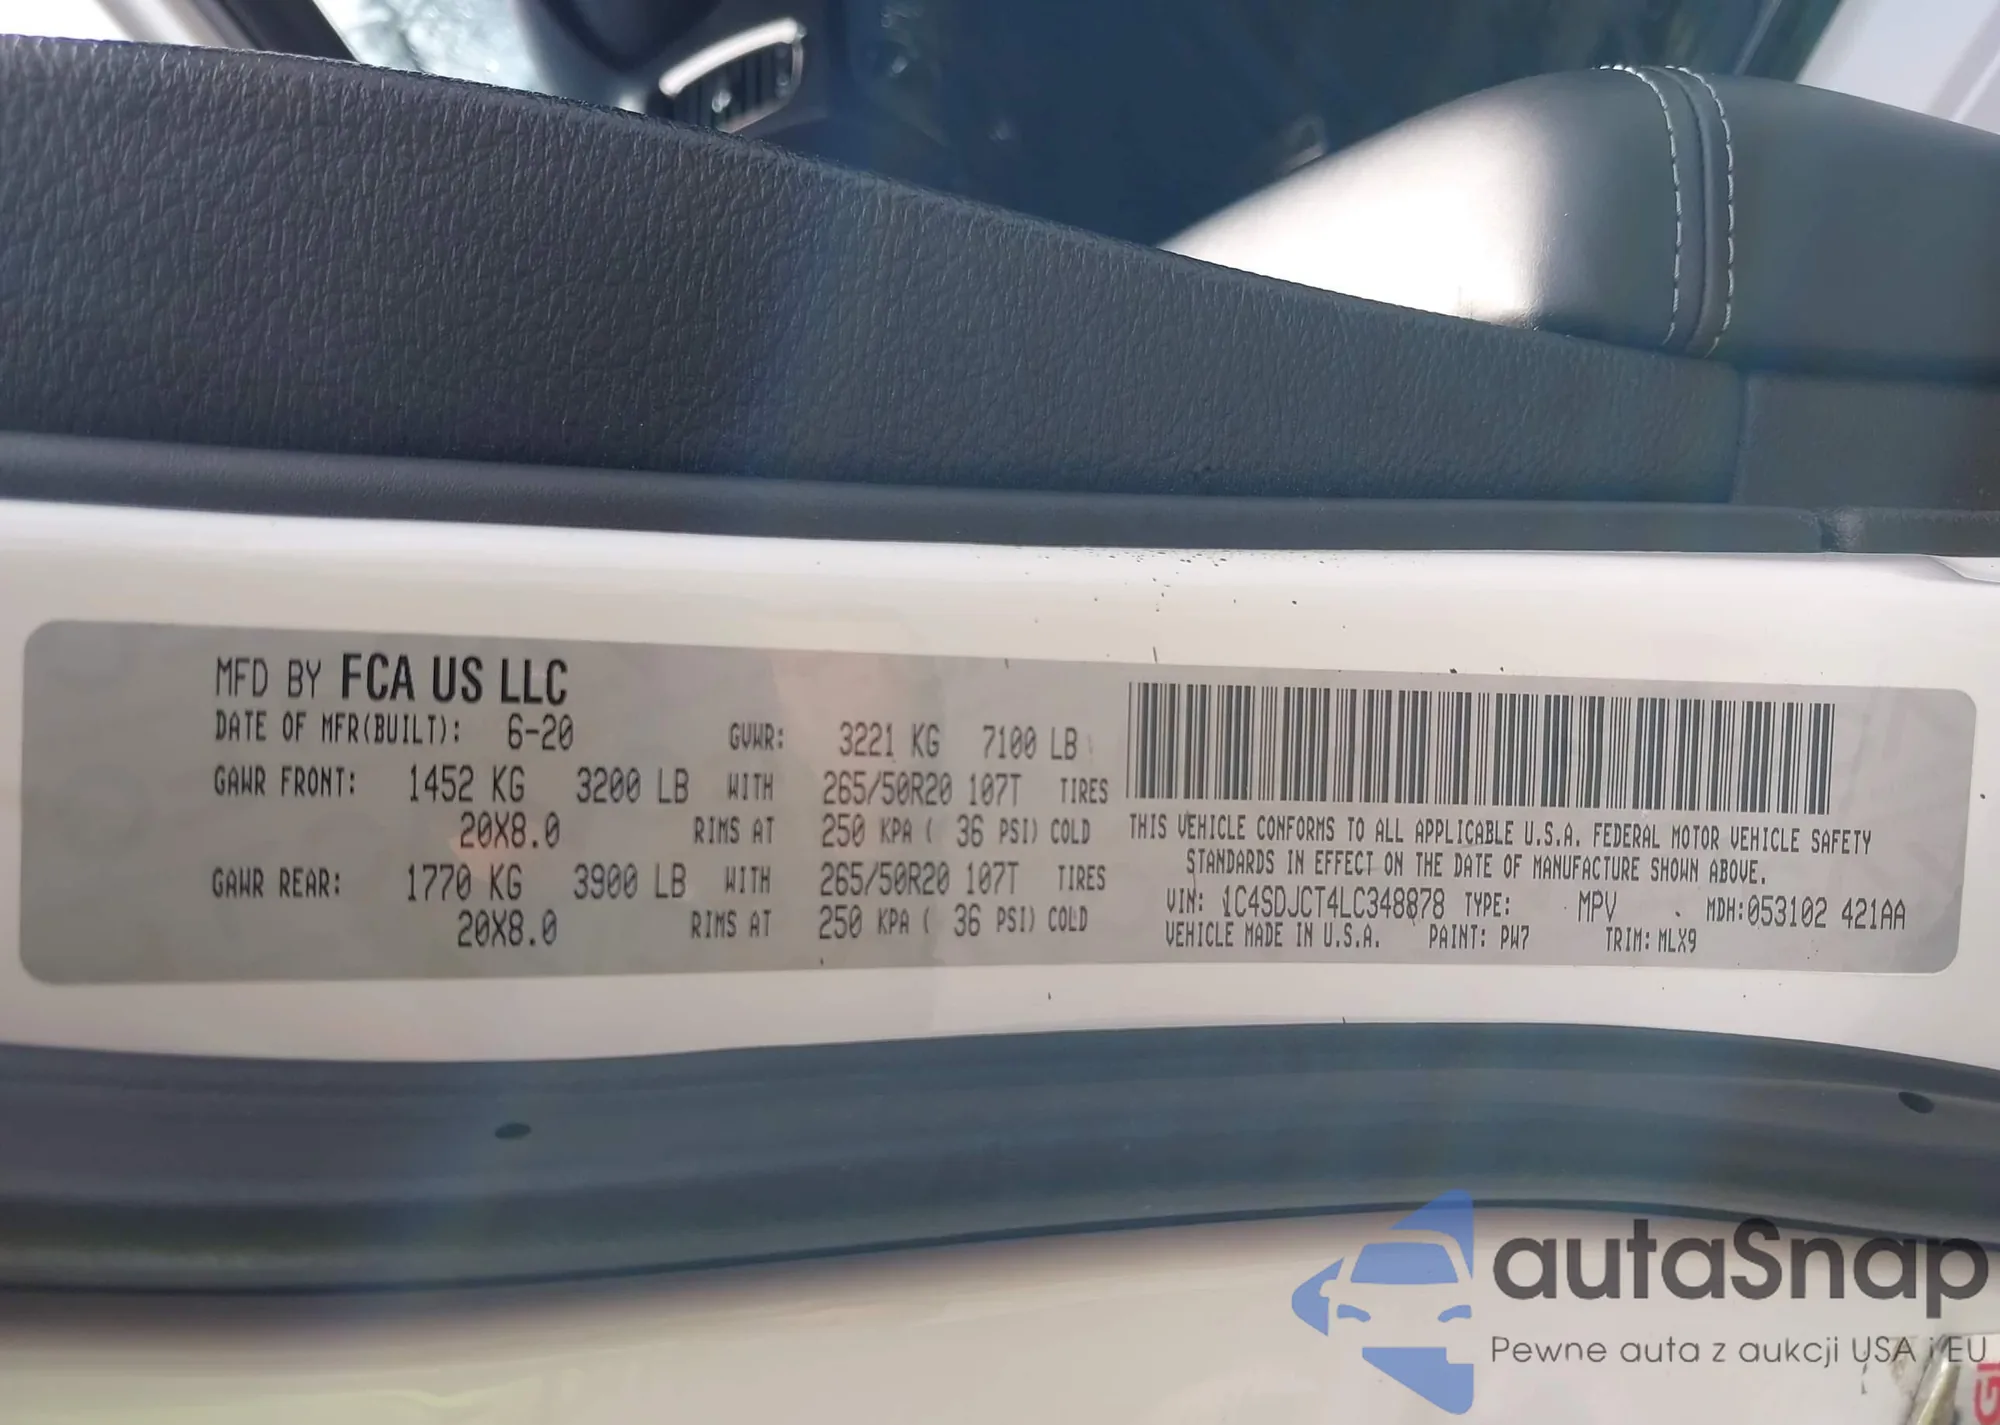 MFD BY FCA US LLC
DATE OF MFR(BUILT): 6-20 GVWR: 3221 KG 7100 LB
GAWR FRONT: 1452 KG 3200 LB WITH 265/50R20 107T TIRES
20X8.0 RIMS AT 250 KPA ( 36 PSI) COLD
GAWR REAR: 1770 KG 3900 LB WITH 265/50R20 107T TIRES
20X8.0 RIMS AT 250 KPA ( 36 PSI) COLD
THIS VEHICLE CONFORMS TO ALL APPLICABLE U.S.A. FEDERAL MOTOR VEHICLE SAFETY
STANDARDS IN EFFECT ON THE DATE OF MANUFACTURE SHOWN ABOVE.
VIN: 1C4SDJCT4LC348878 TYPE: MPV MDH:053102 421AA
VEHICLE MADE IN U.S.A. PAINT: PW7 TRIM: MLX9
autaSnap
Pewne auta z aukcji USA i EU